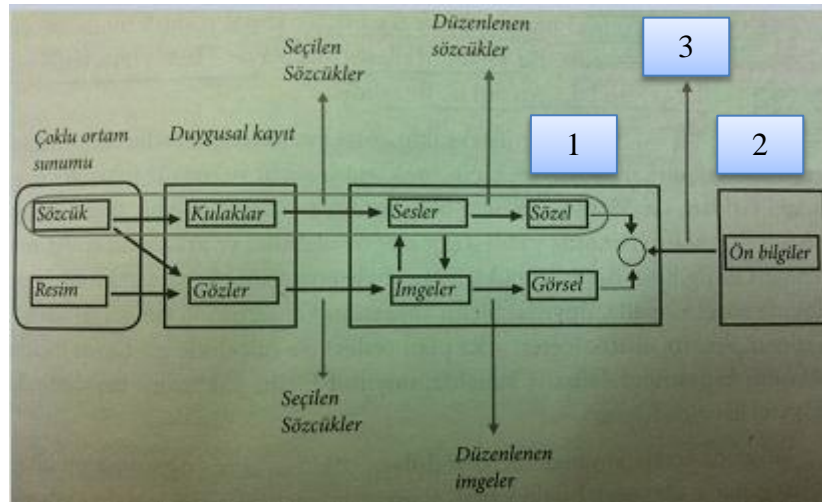 Seçilen
Sözcükler
Düzenlenen
sözcükler
3
Çoklu ortam
sunumu
Duygusal kayıt
1
2
Sözcük
Kulaklar
Sesler
Sözel
Ön bilgiler
Resim
Gözler
Imgeler
Görsel
Seçilen
Sözcükler
Düzenlenen
imgeler